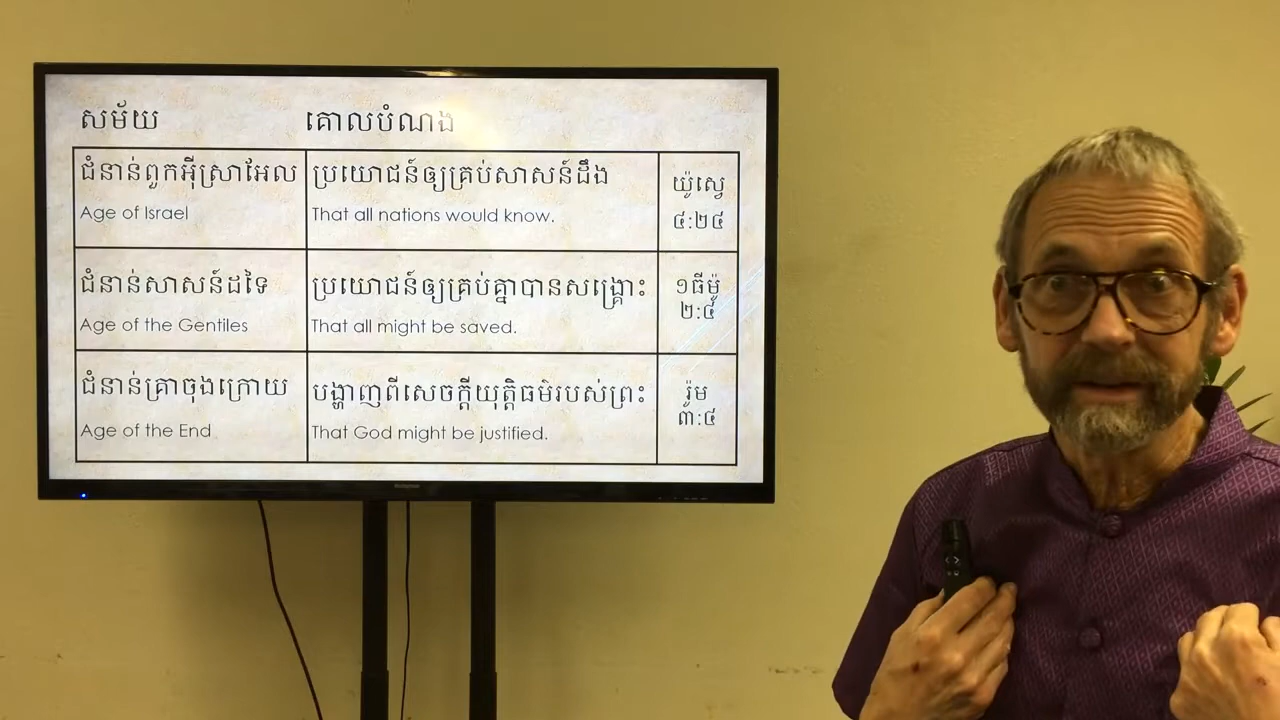 សម័យ គោលបំណង
ជំនាន់ពួកអ៊ីស្រាអែល ប្រយោជន៍ឲ្យគ្រប់សាសន៍ដឹង យ៉ូស្វេ
Age of Israel That all nations would know. ៤:២៤
ជំនាន់សាសន៍ដទៃ ប្រយោជន៍ឲ្យគ្រប់គ្នាបានសង្គ្រោះ ១ធីម៉ូ
Age of the Gentiles That all might be saved. ២:៤
ជំនាន់គ្រាចុងក្រោយ បង្ហាញពីសេចក្ដីយុត្តិធម៌របស់ព្រះ រ៉ូម
Age of the End That God might be justified. ៣:៤